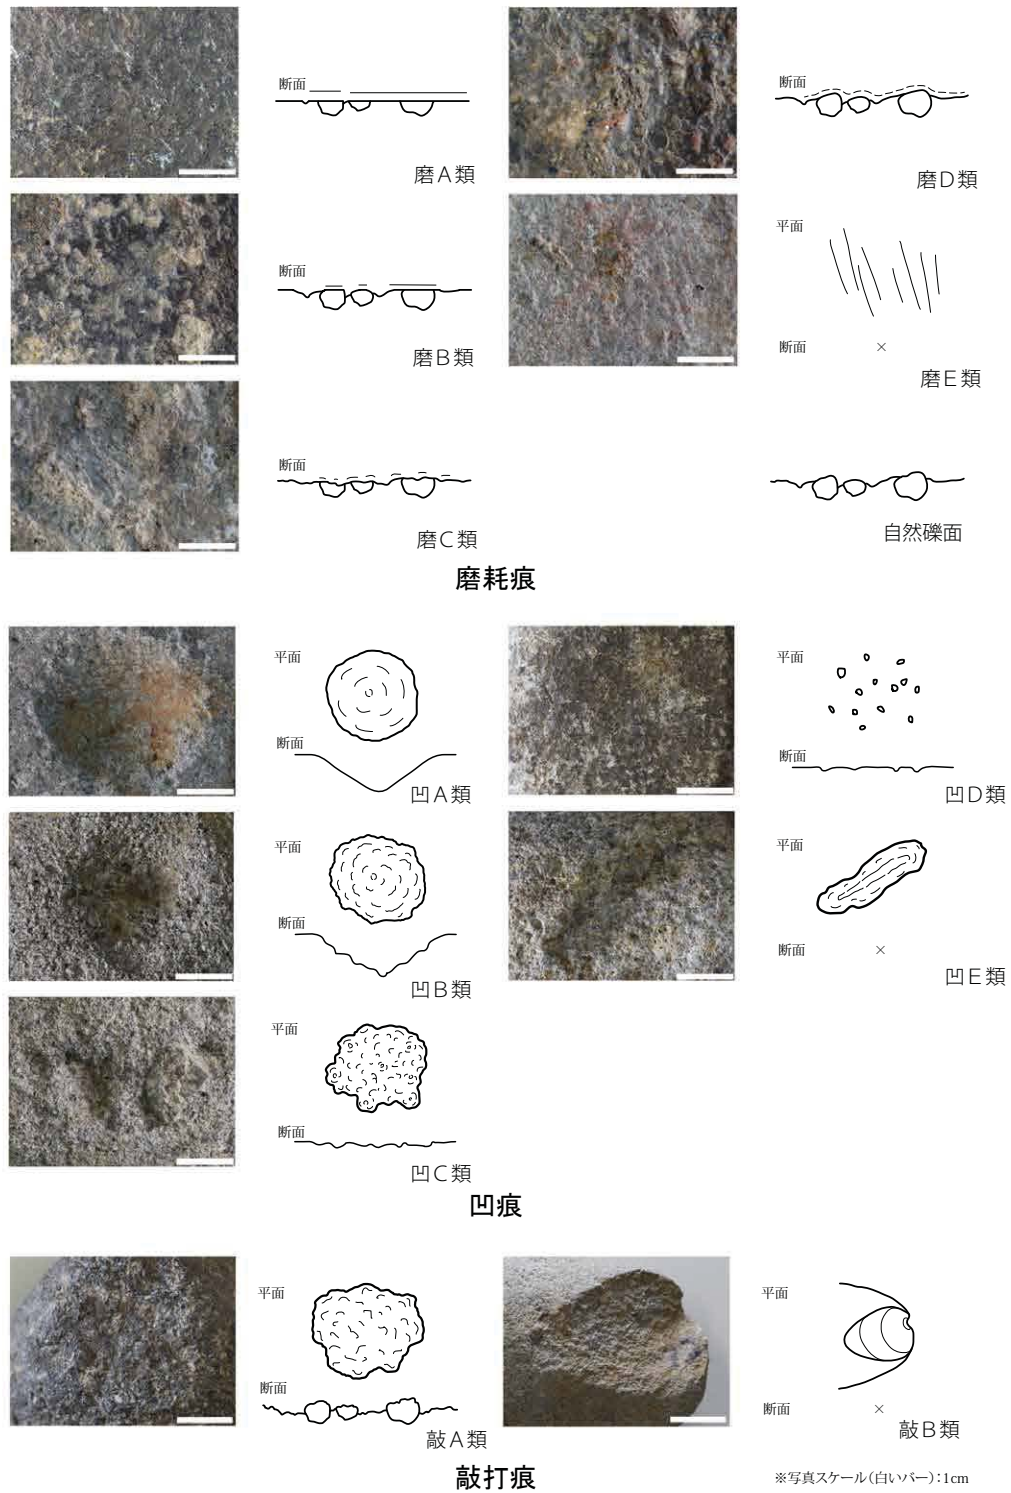 断面
磨A類
断面
磨B類
断面
磨C類
断面
磨D類
平面
断面 ×
磨E類
自然礫面
磨耗痕
平面
断面
凹A類
平面
断面
凹B類
平面
断面
凹C類
平面
断面
凹D類
平面
断面 ×
凹E類
凹痕
平面
断面
敲A類
平面
断面 ×
敲B類
敲打痕
※写真スケール(白いバー):1cm